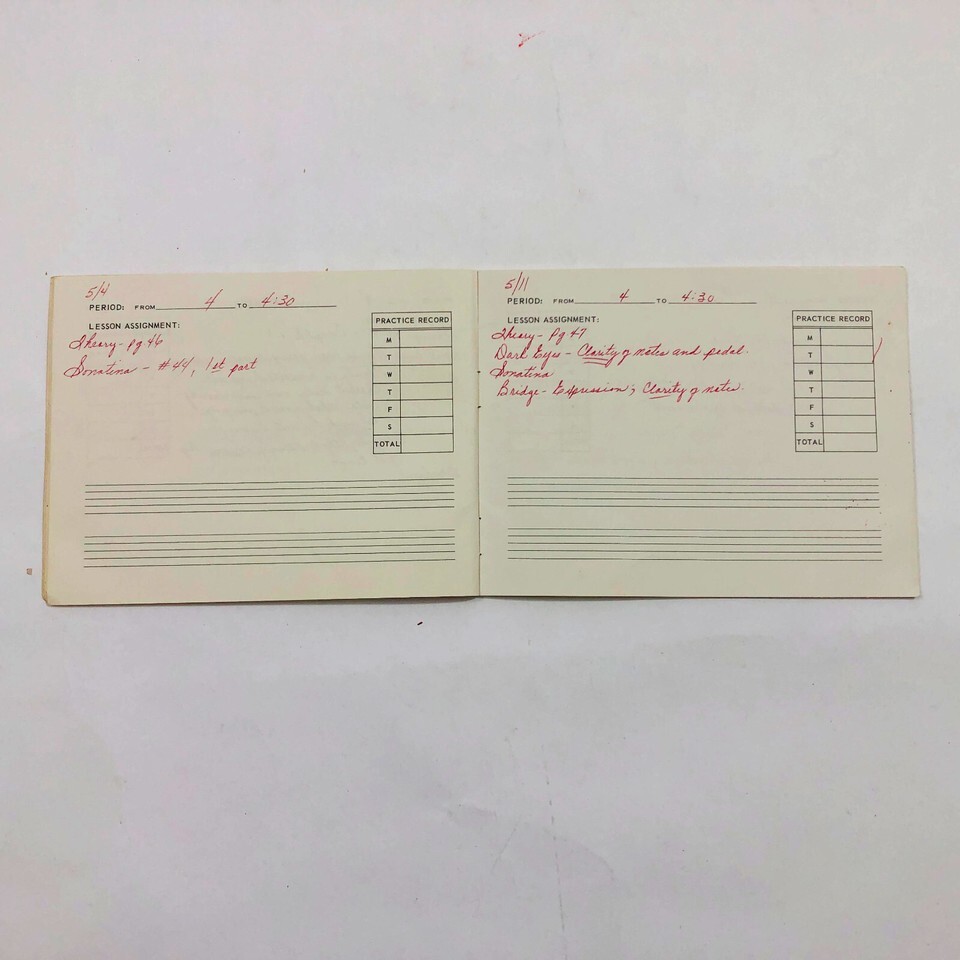 5/4
PERIOD: FROM 4 TO 4:30
LESSON ASSIGNMENT:
Theory - Pg 46
Sonatina - #44, 1st part
PRACTICE RECORD
M
T
W
T
F
S
TOTAL
5/11
PERIOD: FROM 4 TO 4:30
LESSON ASSIGNMENT:
Theory - Pg 47
Dark Eyes - Clarity of notes and pedal.
Sonatina
Bridge - Expression; Clarity of notes.
PRACTICE RECORD
M
T
W
T
F
S
TOTAL